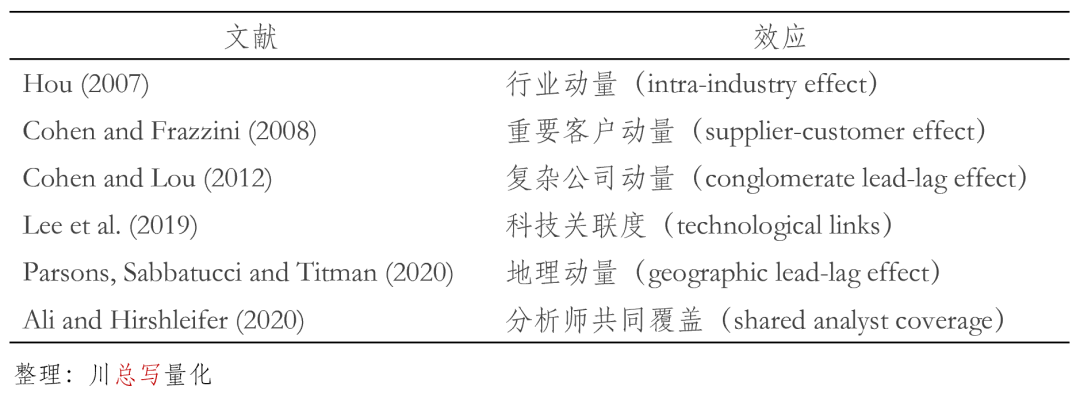 文献 效应
Hou (2007) 行业动量（intra-industry effect）
Cohen and Frazzini (2008) 重要客户动量（supplier-customer effect）
Cohen and Lou (2012) 复杂公司动量（conglomerate lead-lag effect）
Lee et al. (2019) 科技关联度（technological links）
Parsons, Sabbatucci and Titman (2020) 地理动量（geographic lead-lag effect）
Ali and Hirshleifer (2020) 分析师共同覆盖（shared analyst coverage）
整理：川总写量化